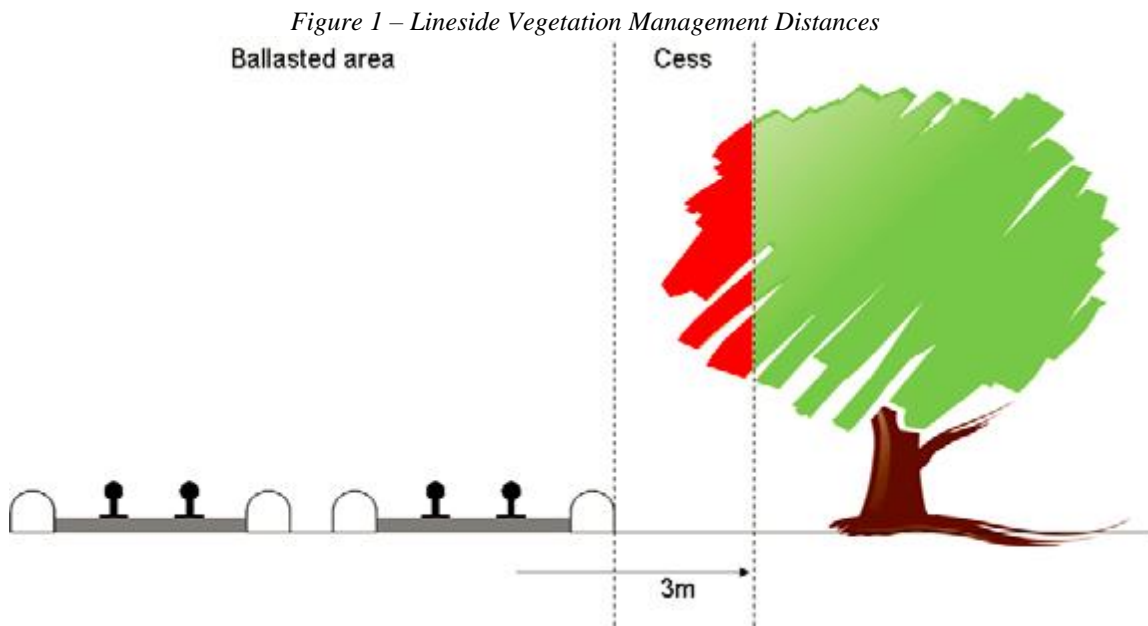 Figure 1 – Lineside Vegetation Management Distances
Ballasted area Cess
3m